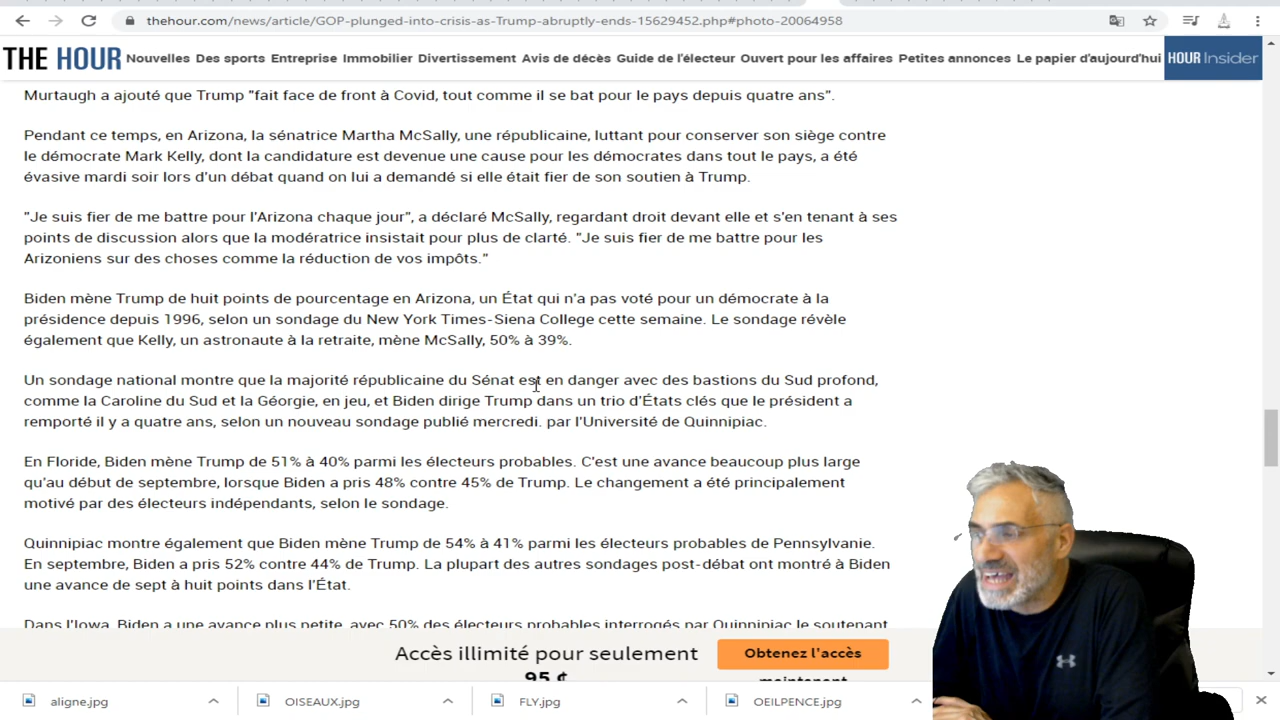 thehour.com/news/article/GOP-plunged-into-crisis-as-Trump-abruptly-ends-15629452.php#photo-20064958
THE HOUR Nouvelles Des sports Entreprise Immobilier Divertissement Avis de décès Guide de l'électeur Ouvert pour les affaires Petites annonces Le papier d'aujourd'hui HOUR Insider
Murtaugh a ajouté que Trump "fait face de front à Covid, tout comme il se bat pour le pays depuis quatre ans".
Pendant ce temps, en Arizona, la sénatrice Martha McSally, une républicaine, luttant pour conserver son siège contre
le démocrate Mark Kelly, dont la candidature est devenue une cause pour les démocrates dans tout le pays, a été
évasive mardi soir lors d'un débat quand on lui a demandé si elle était fier de son soutien à Trump.
"Je suis fier de me battre pour l'Arizona chaque jour", a déclaré McSally, regardant droit devant elle et s'en tenant à ses
points de discussion alors que la modératrice insistait pour plus de clarté. "Je suis fier de me battre pour les
Arizoniens sur des choses comme la réduction de vos impôts."
Biden mène Trump de huit points de pourcentage en Arizona, un État qui n'a pas voté pour un démocrate à la
présidence depuis 1996, selon un sondage du New York Times-Siena College cette semaine. Le sondage révèle
également que Kelly, un astronaute à la retraite, mène McSally, 50% à 39%.
Un sondage national montre que la majorité républicaine du Sénat est en danger avec des bastions du Sud profond,
comme la Caroline du Sud et la Géorgie, en jeu, et Biden dirige Trump dans un trio d'États clés que le président a
remporté il y a quatre ans, selon un nouveau sondage publié mercredi. par l'Université de Quinnipiac.
En Floride, Biden mène Trump de 51% à 40% parmi les électeurs probables. C'est une avance beaucoup plus large
qu'au début de septembre, lorsque Biden a pris 48% contre 45% de Trump. Le changement a été principalement
motivé par des électeurs indépendants, selon le sondage.
Quinnipiac montre également que Biden mène Trump de 54% à 41% parmi les électeurs probables de Pennsylvanie.
En septembre, Biden a pris 52% contre 44% de Trump. La plupart des autres sondages post-débat ont montré à Biden
une avance de sept à huit points dans l'État.
Dans l'Iowa, Biden a une avance plus petite, avec 50% des électeurs probables interrogés par Quinnipiac le soutenant
Accès illimité pour seulement
95 ¢
Obtenez l'accès
maintenant
aligne.jpg OISEAUX.jpg FLY.jpg OEILPENCE.jpg